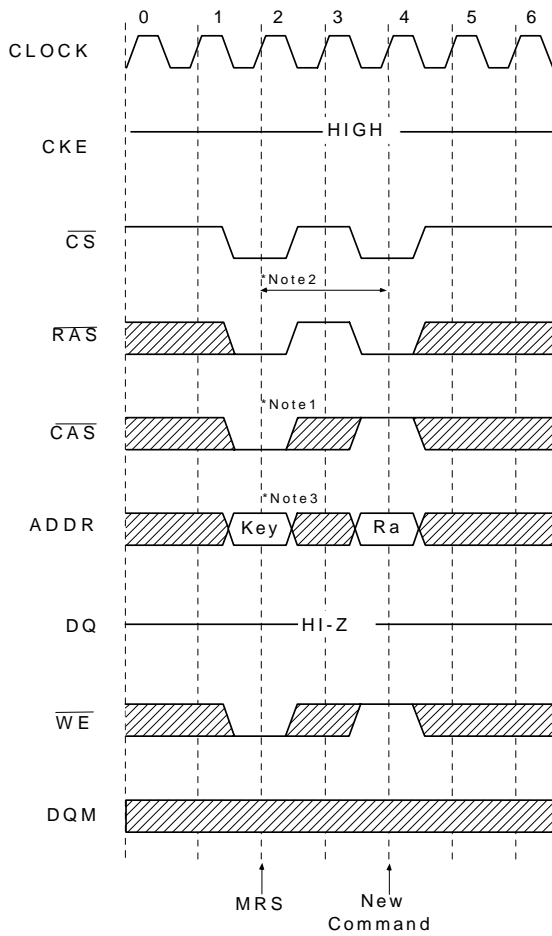 0 1 2 3 4 5 6
CLOCK
HIGH
CKE
CS
*Note2
RAS
*Note1
CAS
*Note3
ADDR Key Ra
DQ HI-Z
WE
DQM
MRS New
Command